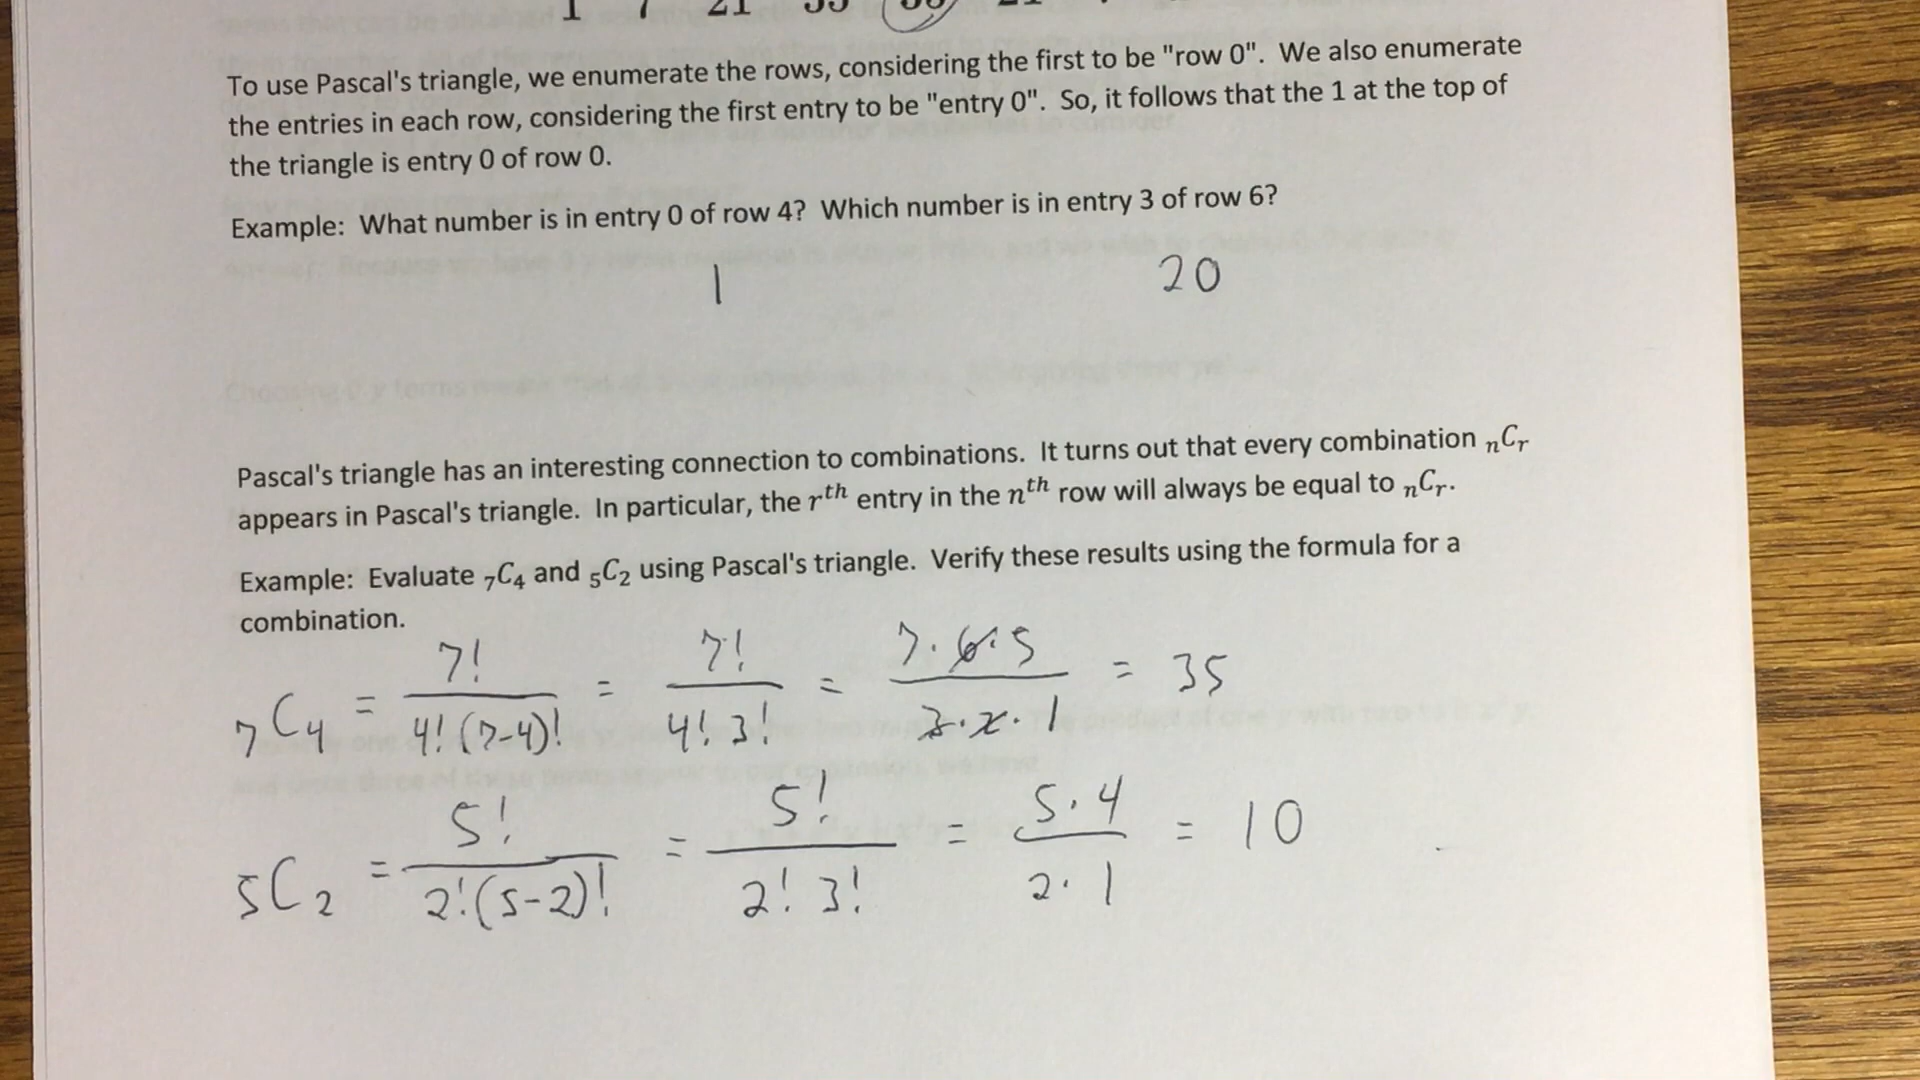 1 7 21 35 35 21
To use Pascal's triangle, we enumerate the rows, considering the first to be "row 0". We also enumerate
the entries in each row, considering the first entry to be "entry 0". So, it follows that the 1 at the top of
the triangle is entry 0 of row 0.
Example: What number is in entry 0 of row 4? Which number is in entry 3 of row 6?
1 20
Pascal's triangle has an interesting connection to combinations. It turns out that every combination ₙCᵣ
appears in Pascal's triangle. In particular, the rᵗʰ entry in the nᵗʰ row will always be equal to ₙCᵣ.
Example: Evaluate ₇C₄ and ₅C₂ using Pascal's triangle. Verify these results using the formula for a
combination.
₇C₄ = 7! / 4!(7-4)! = 7! / 4! 3! = 7·6·5 / 3·2·1 = 35
₅C₂ = 5! / 2!(5-2)! = 5! / 2! 3! = 5·4 / 2·1 = 10